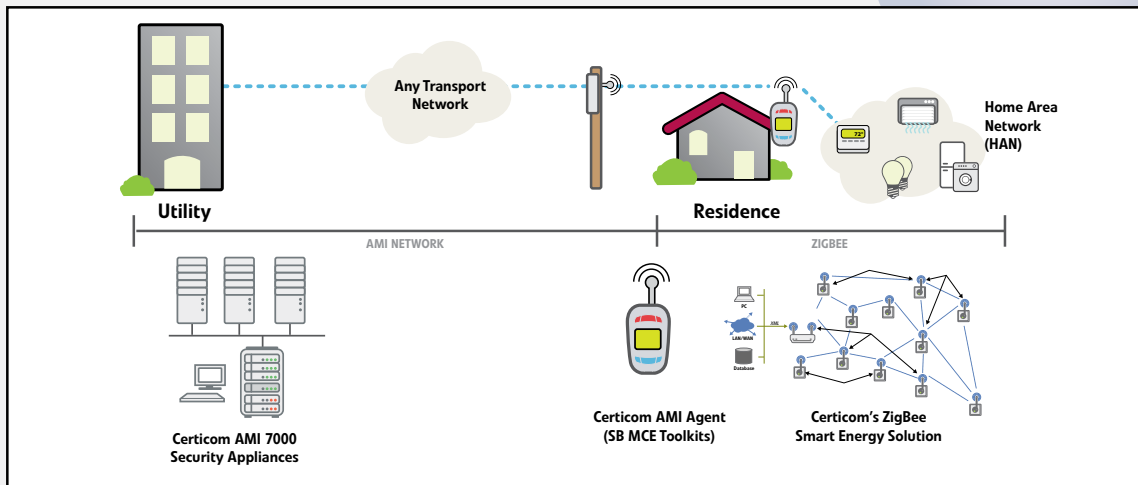 Any Transport
Network
72°
Home Area
Network
(HAN)
Utility
Residence
AMI NETWORK
ZIGBEE
PC
LAN/WAN
Database
XML
Certicom AMI 7000
Security Appliances
Certicom AMI Agent
(SB MCE Toolkits)
Certicom's ZigBee
Smart Energy Solution